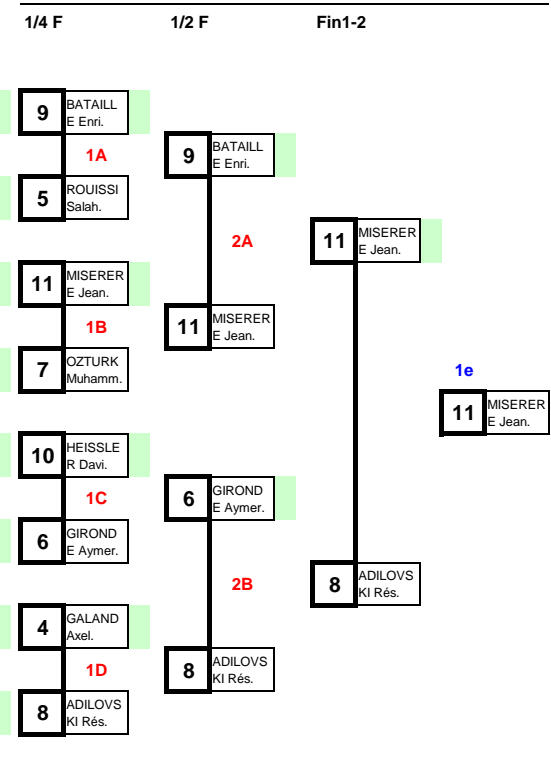 1/4 F 1/2 F Fin1-2
9 BATAILL
E Enri.
1A
5 ROUISSI
Salah.
11 MISERER
E Jean.
1B
7 OZTURK
Muhamm.
10 HEISSLE
R Davi.
1C
6 GIROND
E Aymer.
4 GALAND
Axel.
1D
8 ADILOVS
KI Rés.
9 BATAILL
E Enri.
2A
11 MISERER
E Jean.
6 GIROND
E Aymer.
2B
8 ADILOVS
KI Rés.
11 MISERER
E Jean.
8 ADILOVS
KI Rés.
1e
11 MISERER
E Jean.